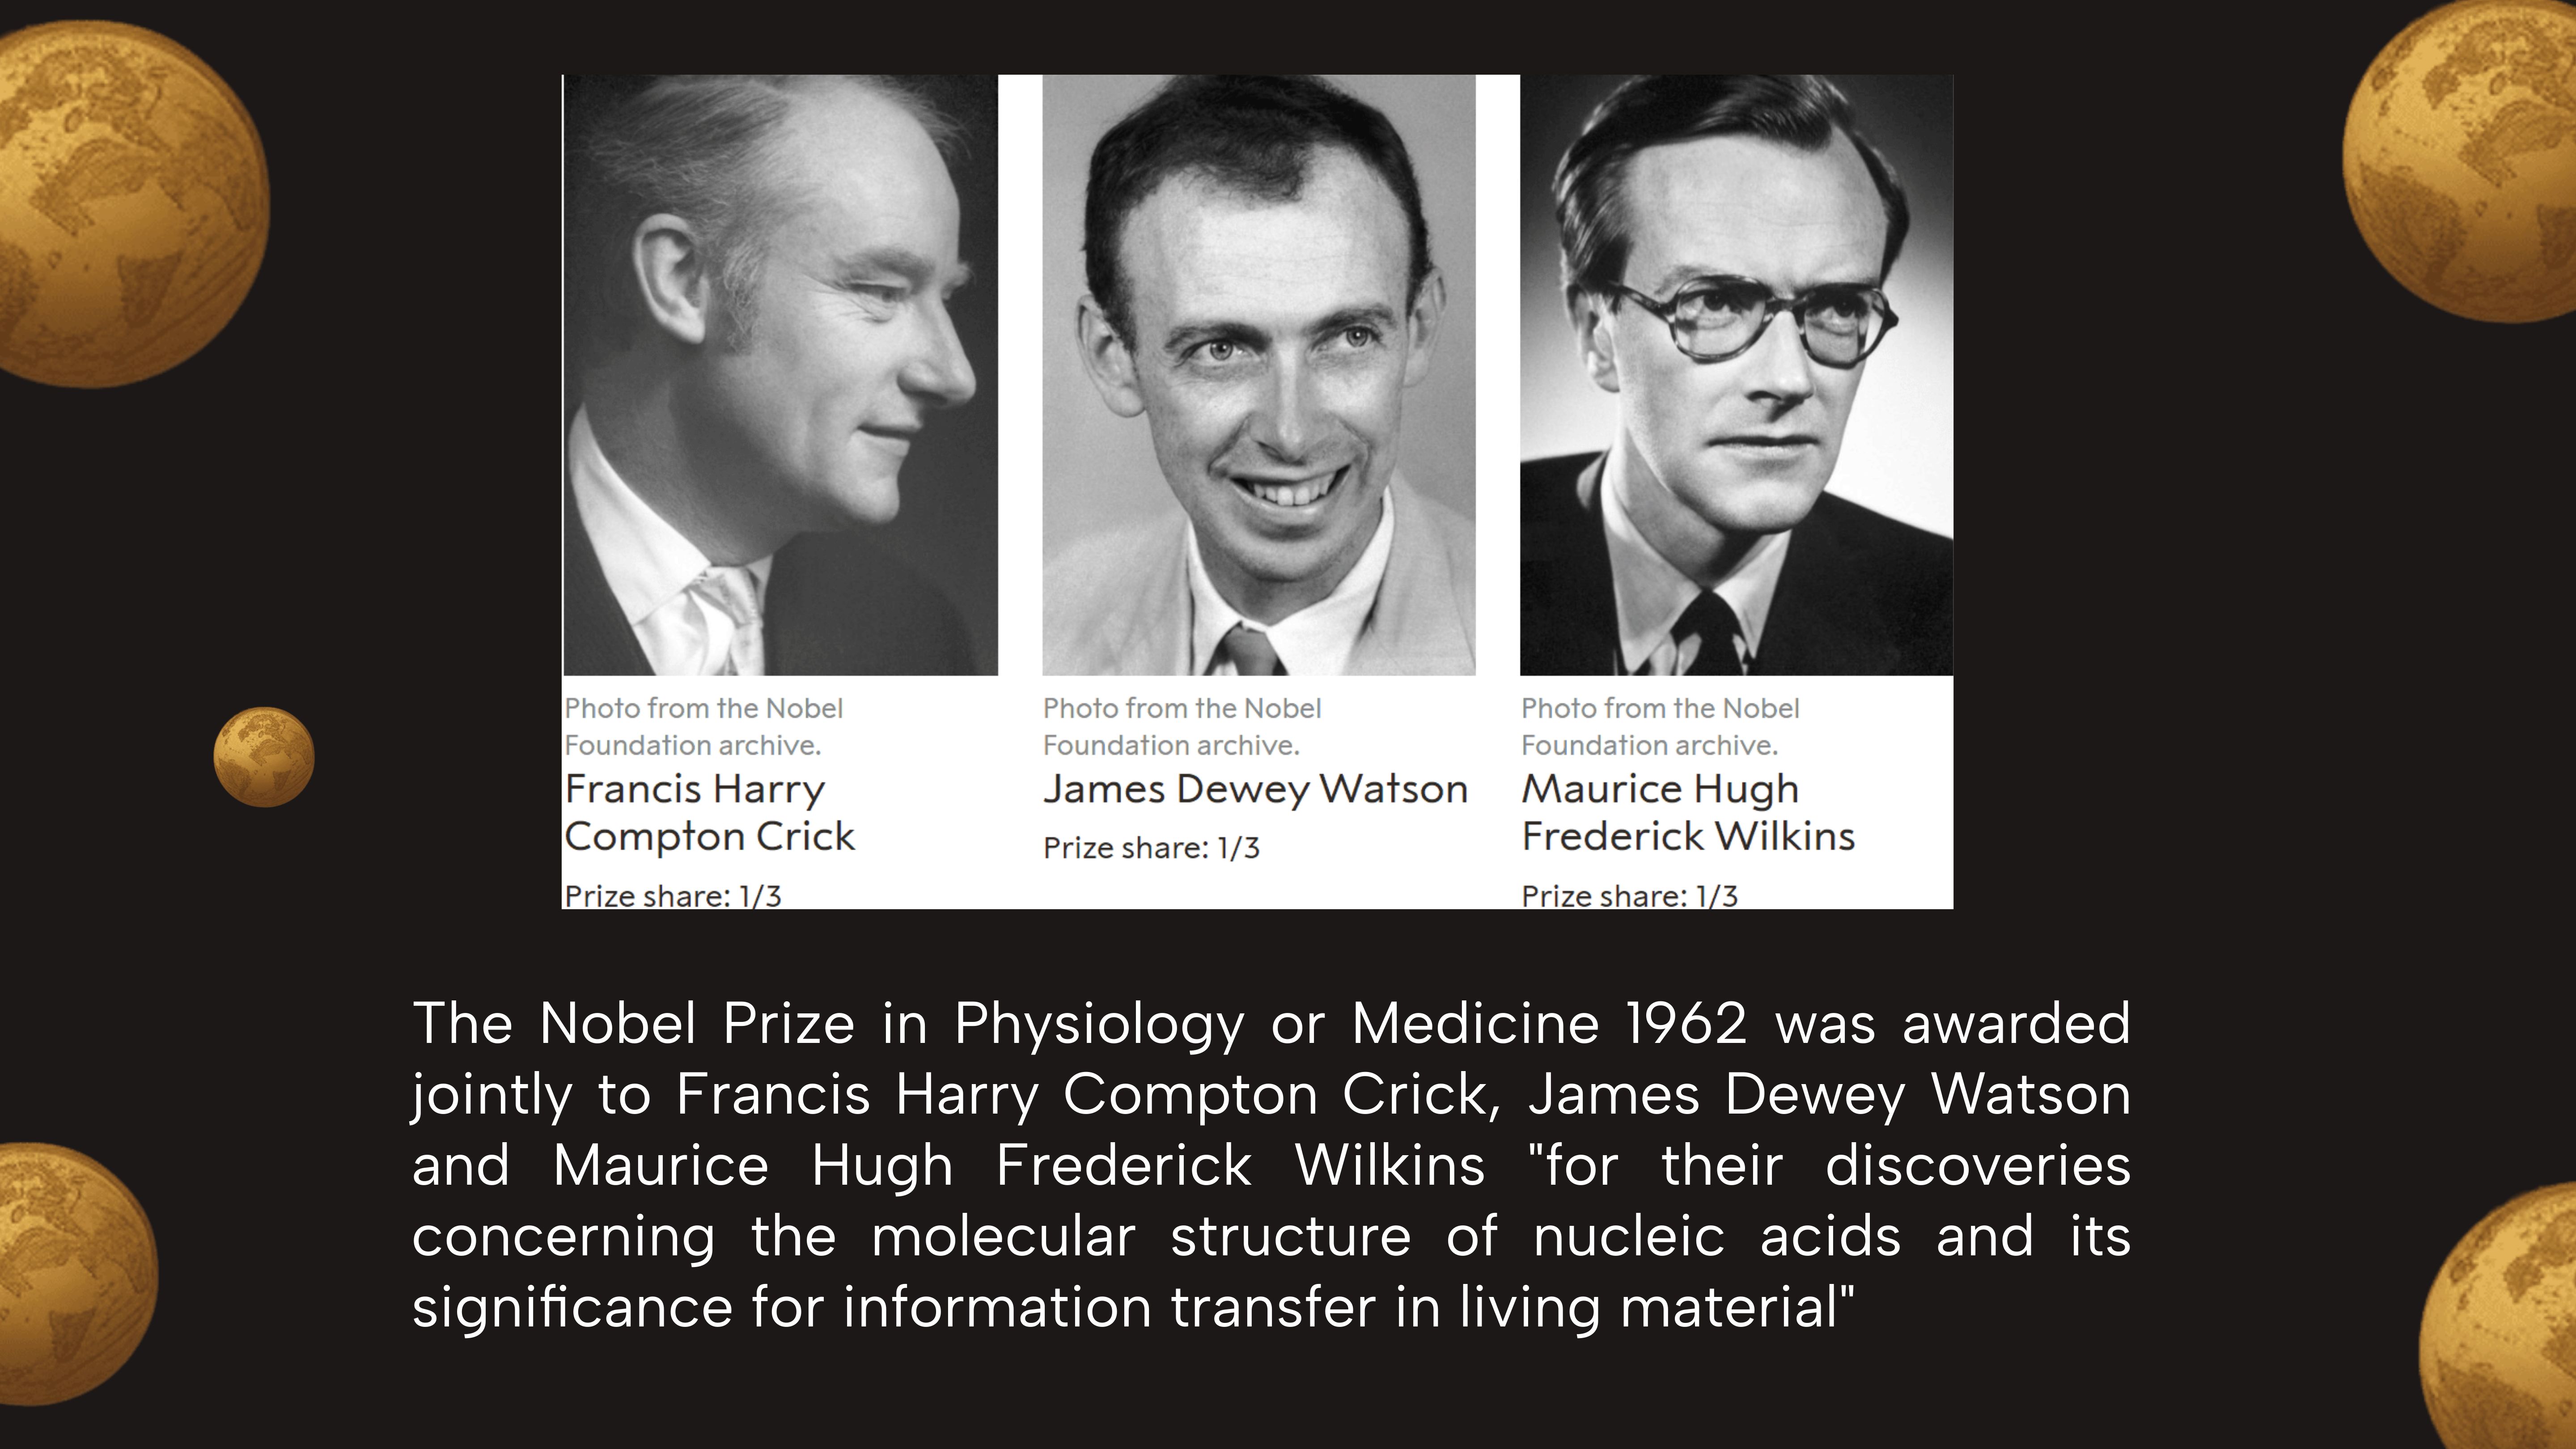 Photo from the Nobel
Foundation archive.
Francis Harry
Compton Crick
Prize share: 1/3
Photo from the Nobel
Foundation archive.
James Dewey Watson
Prize share: 1/3
Photo from the Nobel
Foundation archive.
Maurice Hugh
Frederick Wilkins
Prize share: 1/3
The Nobel Prize in Physiology or Medicine 1962 was awarded
jointly to Francis Harry Compton Crick, James Dewey Watson
and Maurice Hugh Frederick Wilkins "for their discoveries
concerning the molecular structure of nucleic acids and its
significance for information transfer in living material"